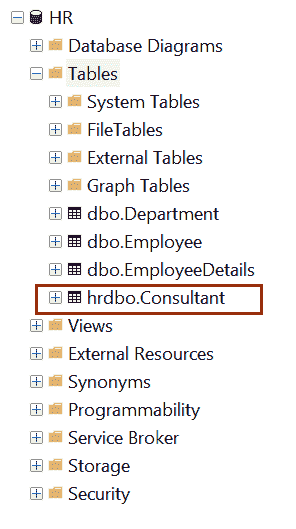 HR
Database Diagrams
Tables
System Tables
FileTables
External Tables
Graph Tables
dbo.Department
dbo.Employee
dbo.EmployeeDetails
hrdbo.Consultant
Views
External Resources
Synonyms
Programmability
Service Broker
Storage
Security